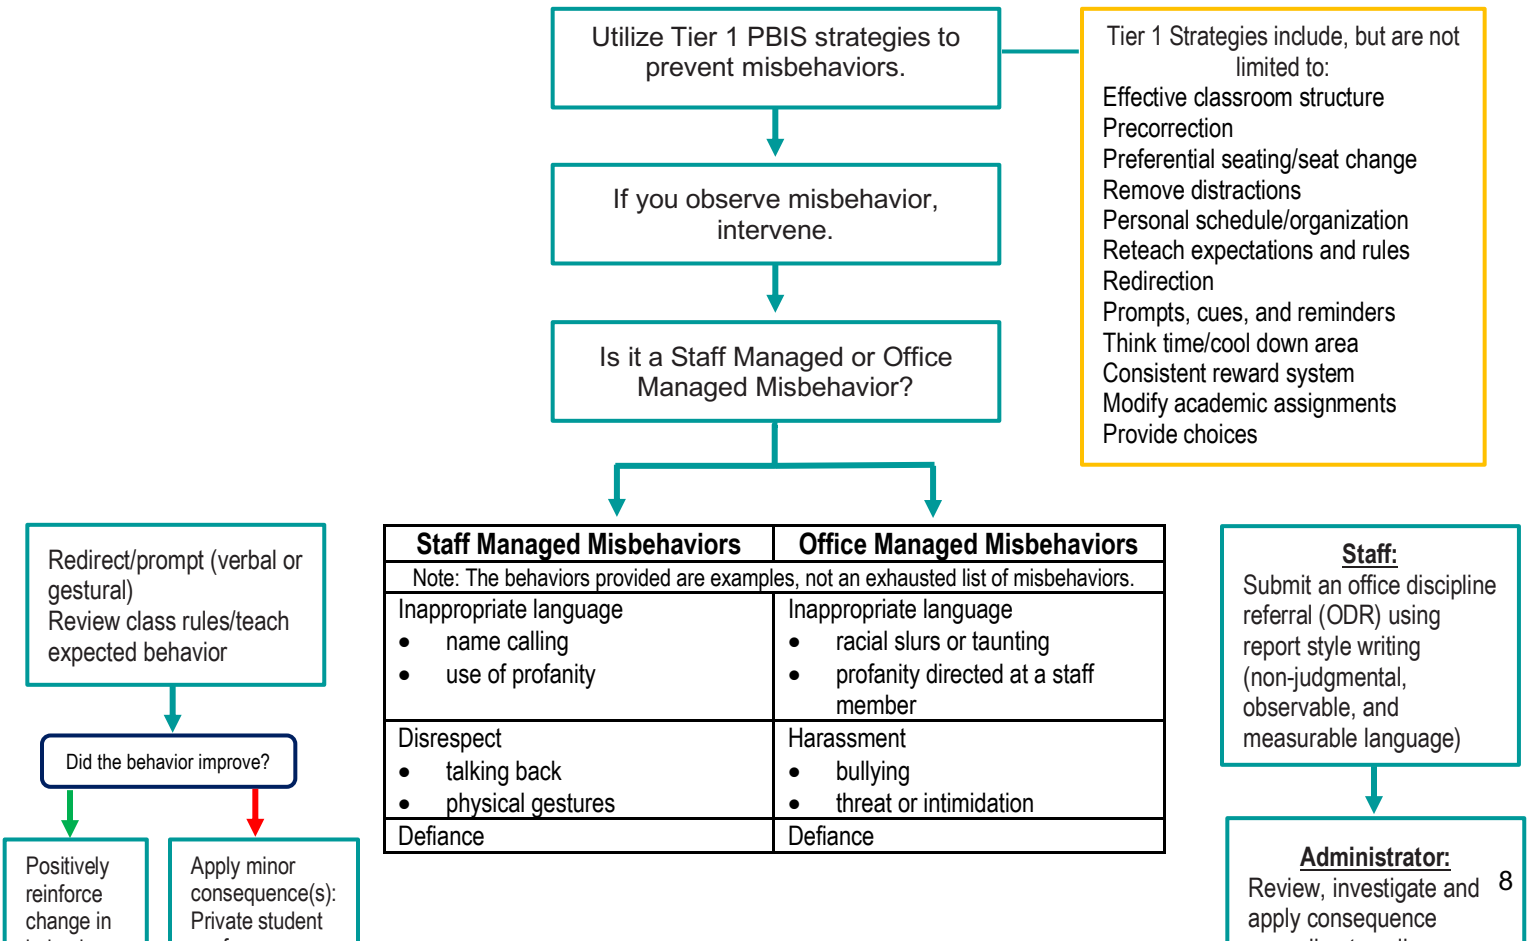 Utilize Tier 1 PBIS strategies to
prevent misbehaviors.
Tier 1 Strategies include, but are not
limited to:
Effective classroom structure
Precorrection
Preferential seating/seat change
Remove distractions
Personal schedule/organization
Reteach expectations and rules
Redirection
Prompts, cues, and reminders
Think time/cool down area
Consistent reward system
Modify academic assignments
Provide choices
If you observe misbehavior,
intervene.
Is it a Staff Managed or Office
Managed Misbehavior?
Redirect/prompt (verbal or
gestural)
Review class rules/teach
expected behavior
Did the behavior improve?
Positively
reinforce
change in
Apply minor
consequence(s):
Private student
Staff Managed Misbehaviors
Office Managed Misbehaviors
Note: The behaviors provided are examples, not an exhausted list of misbehaviors.
Inappropriate language
• name calling
• use of profanity
Inappropriate language
• racial slurs or taunting
• profanity directed at a staff
member
Disrespect
• talking back
• physical gestures
Harassment
• bullying
• threat or intimidation
Defiance
Defiance
Staff:
Submit an office discipline
referral (ODR) using
report style writing
(non-judgmental,
observable, and
measurable language)
Administrator:
Review, investigate and
apply consequence
8